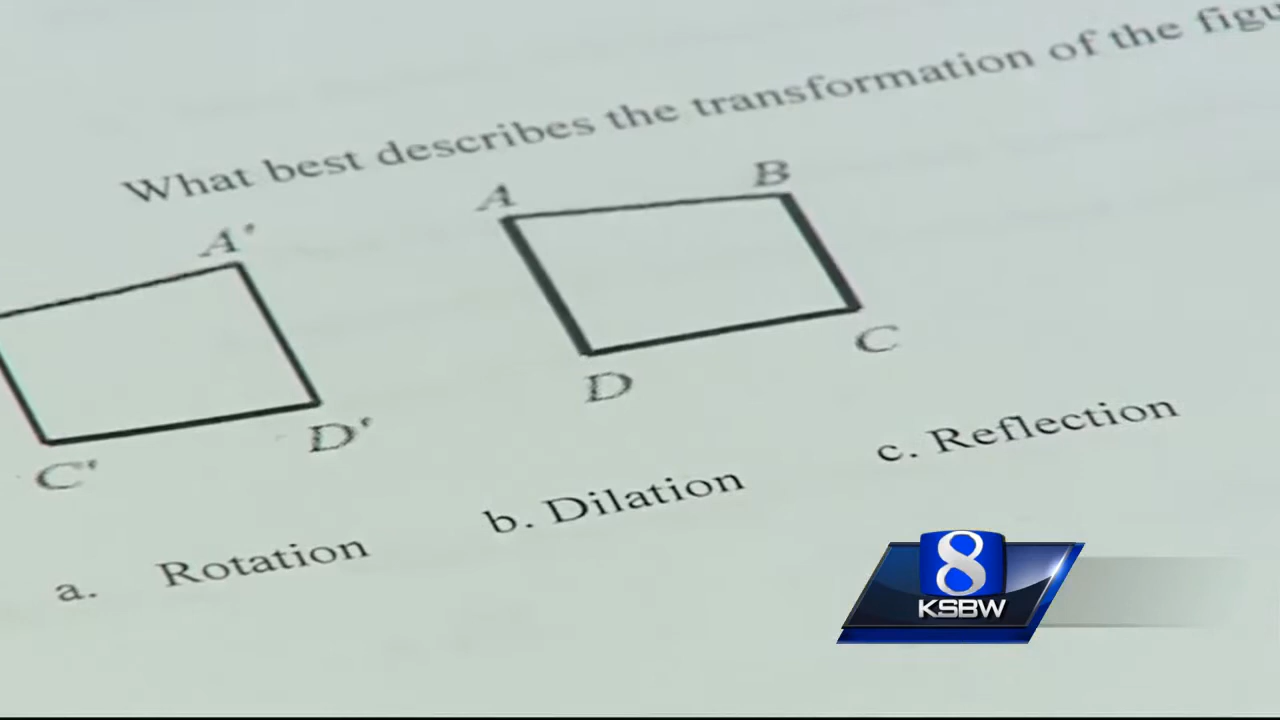 What best describes the transformation of the figu
A' A B
C' D' D C
a. Rotation b. Dilation c. Reflection
8
KSBW